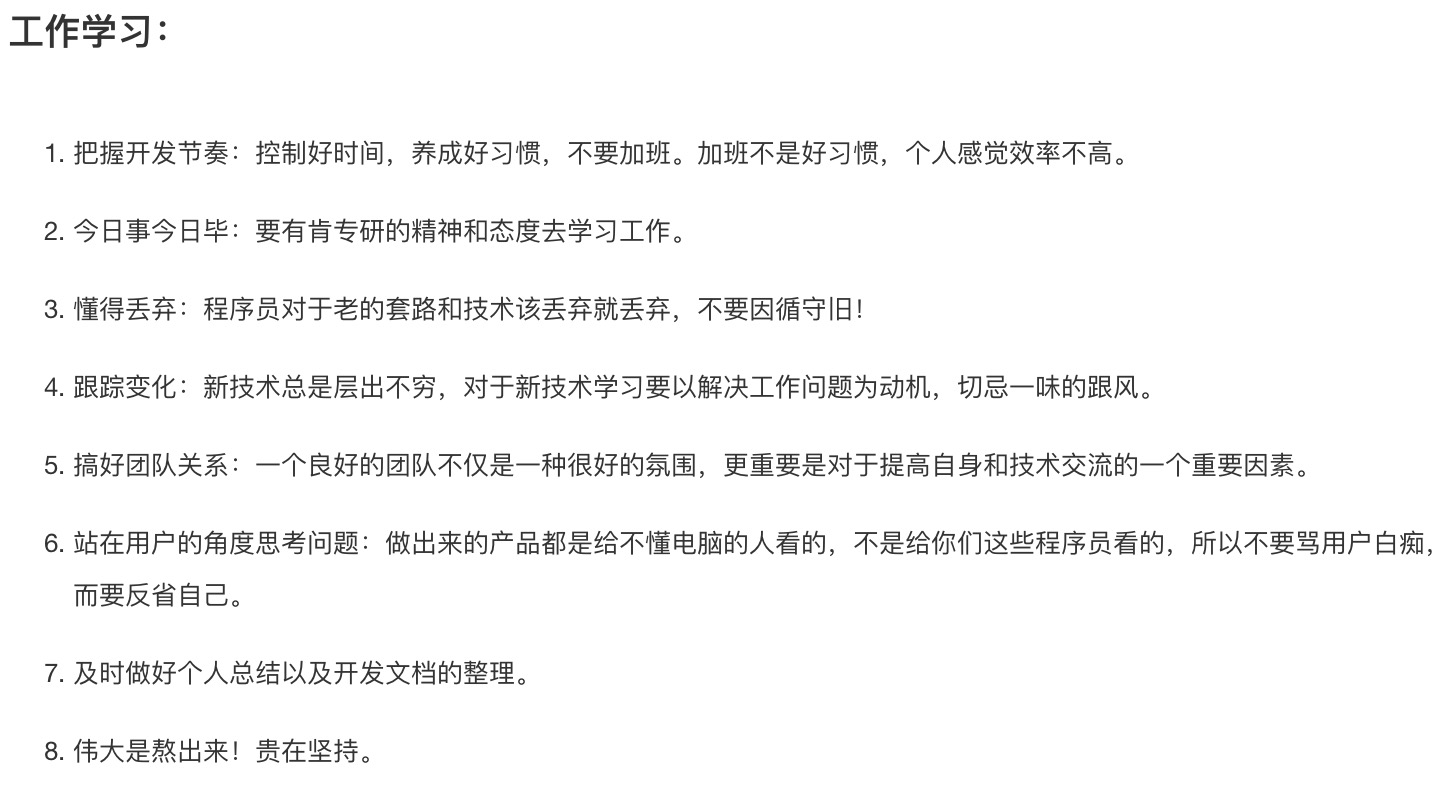 工作学习：
1. 把握开发节奏：控制好时间，养成好习惯，不要加班。加班不是好习惯，个人感觉效率不高。
2. 今日事今日毕：要有肯专研的精神和态度去学习工作。
3. 懂得丢弃：程序员对于老的套路和技术该丢弃就丢弃，不要因循守旧！
4. 跟踪变化：新技术总是层出不穷，对于新技术学习要以解决工作问题为动机，切忌一味的跟风。
5. 搞好团队关系：一个良好的团队不仅是一种很好的氛围，更重要是对于提高自身和技术交流的一个重要因素。
6. 站在用户的角度思考问题：做出来的产品都是给不懂电脑的人看的，不是给你们这些程序员看的，所以不要骂用户白痴，
而要反省自己。
7. 及时做好个人总结以及开发文档的整理。
8. 伟大是熬出来！贵在坚持。